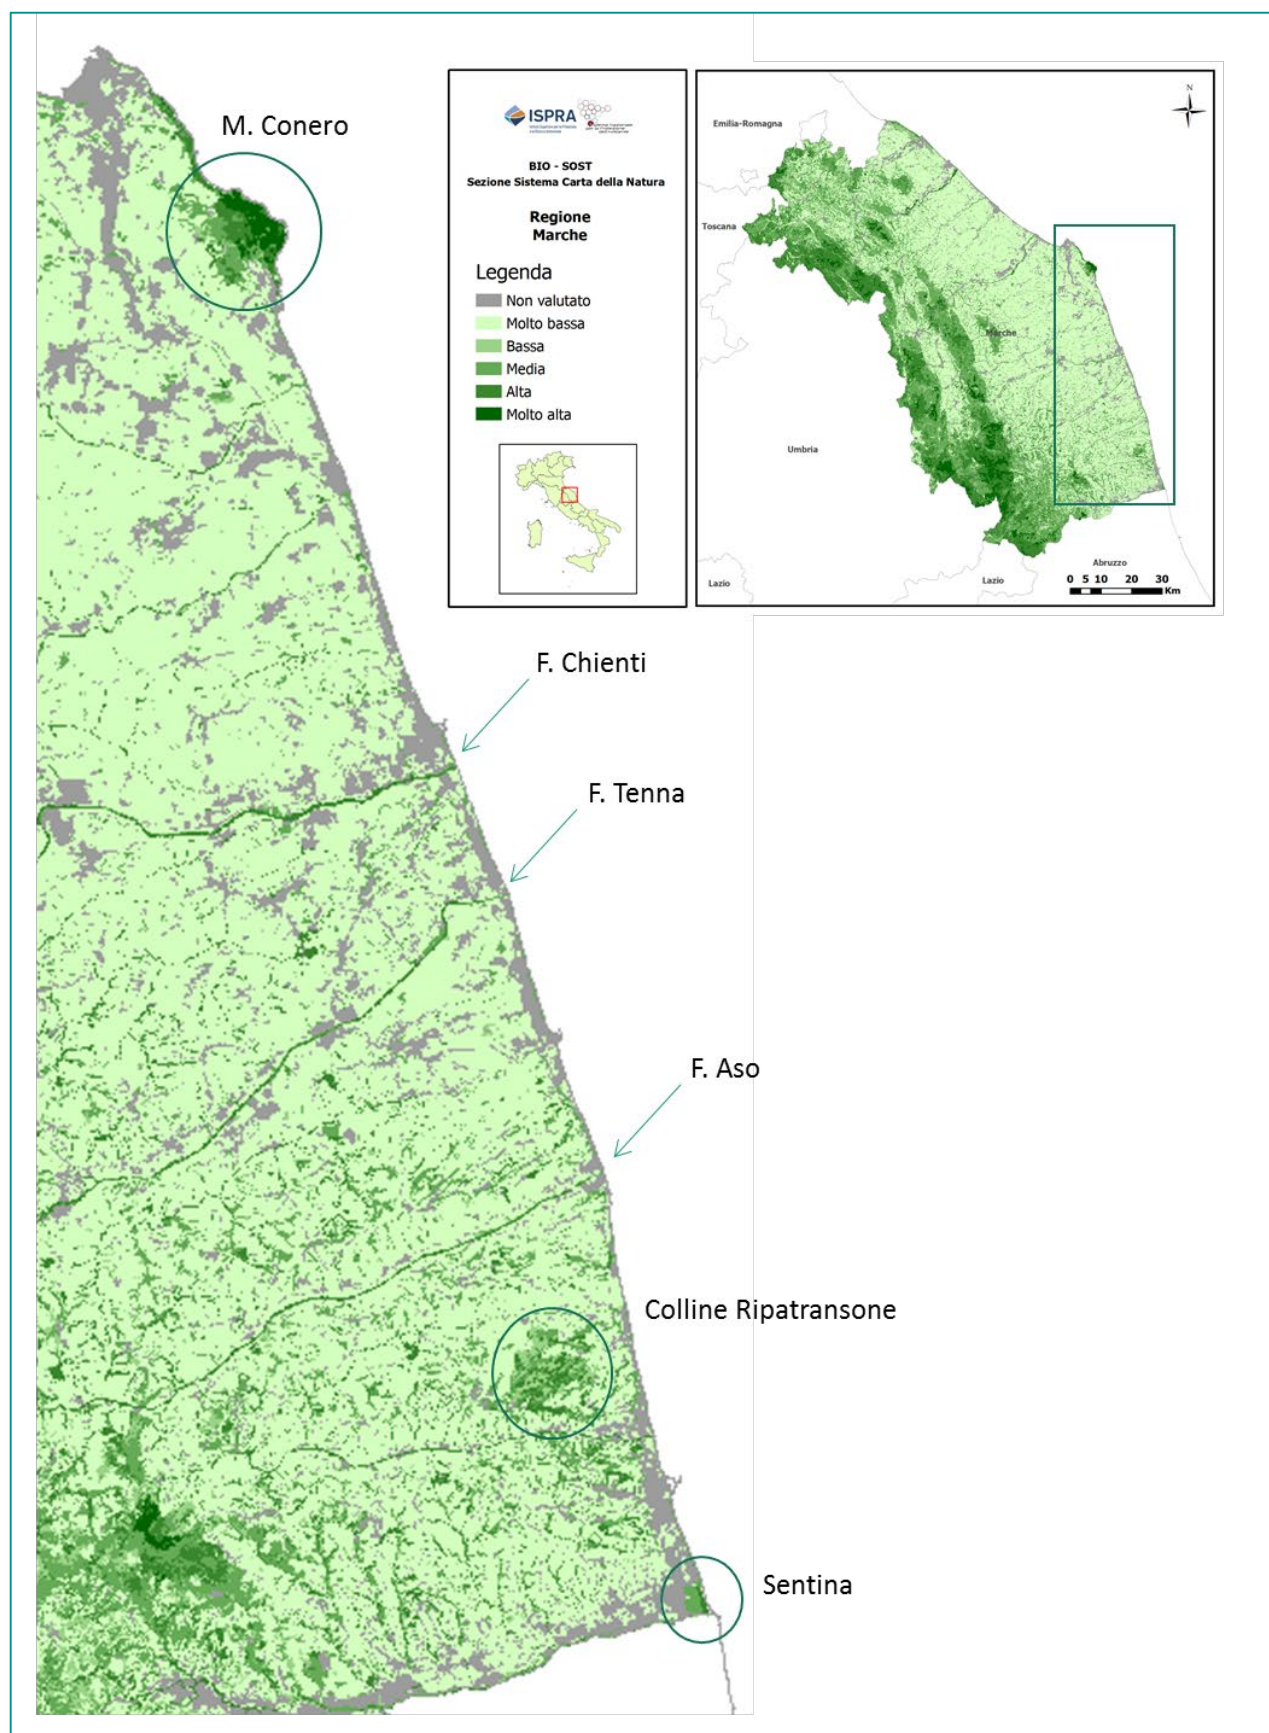 M. Conero
ISPRA
BIO - SOST
Sezione Sistema Carta della Natura
Regione
Marche
Legenda
Non valutato
Molto bassa
Bassa
Media
Alta
Molto alta
N
Emilia-Romagna
Toscana
Marche
Umbria
Abruzzo
Lazio
Lazio
0 5 10 20 30
Km
F. Chienti
F. Tenna
F. Aso
Colline Ripatransone
Sentina